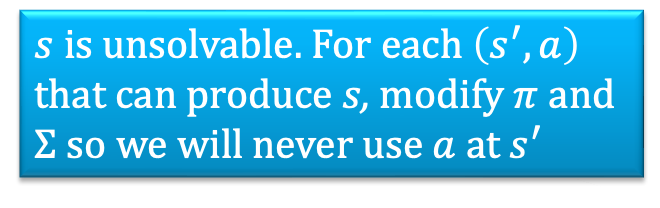 s is unsolvable. For each (s′, a)
that can produce s, modify π and
Σ so we will never use a at s′